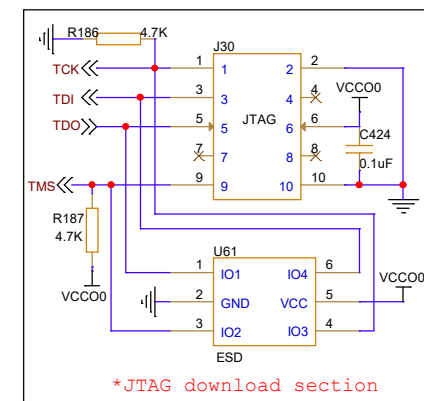 R186 4.7K
J30
TCK 1 1 2 2
VCCO0
TDI 3 3 4 4
JTAG
TDO 5 5 6 6
C424
7 7 8 8
0.1uF
TMS 9 9 10 10
R187
4.7K
U61
VCCO0
1 IO1 IO4 6
2 GND VCC 5
VCCO0
3 IO2 IO3 4
ESD
*JTAG download section